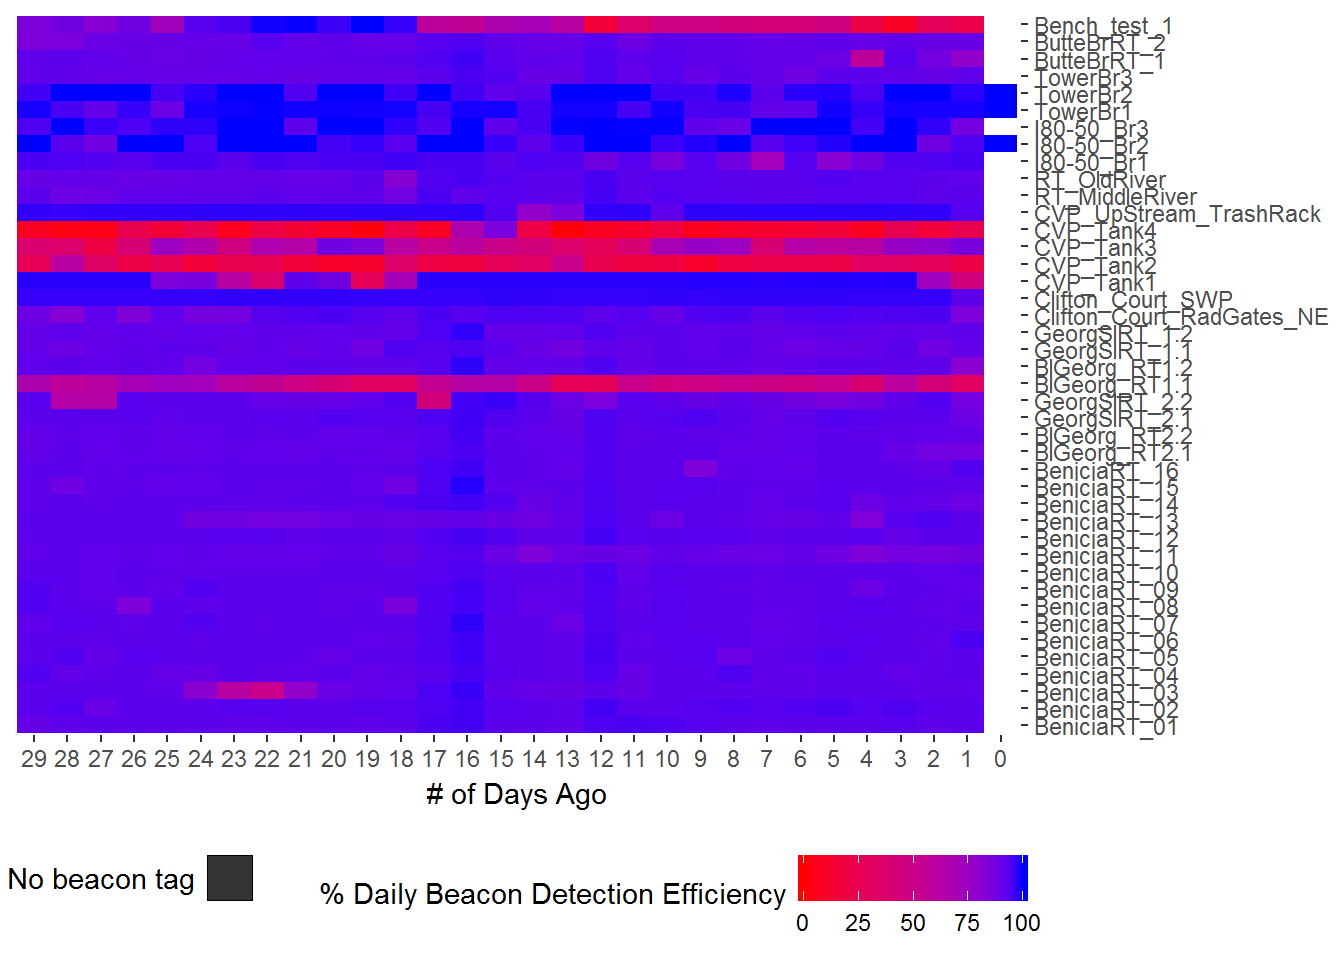 Bench_test_1
ButteBrRT_2
ButteBrRT_1
TowerBr3
TowerBr2
TowerBr1
I80-50_Br3
I80-50_Br2
I80-50_Br1
RT_OldRiver
RT_MiddleRiver
CVP_UpStream_TrashRack
CVP_Tank4
CVP_Tank3
CVP_Tank2
CVP_Tank1
Clifton_Court_SWP
Clifton_Court_RadGates_NE
GeorgSlRT_1.2
GeorgSlRT_1.1
BlGeorg_RT1.2
BlGeorg_RT1.1
GeorgSlRT_2.2
GeorgSlRT_2.1
BlGeorg_RT2.2
BlGeorg_RT2.1
BeniciaRT_16
BeniciaRT_15
BeniciaRT_14
BeniciaRT_13
BeniciaRT_12
BeniciaRT_11
BeniciaRT_10
BeniciaRT_09
BeniciaRT_08
BeniciaRT_07
BeniciaRT_06
BeniciaRT_05
BeniciaRT_04
BeniciaRT_03
BeniciaRT_02
BeniciaRT_01
29 28 27 26 25 24 23 22 21 20 19 18 17 16 15 14 13 12 11 10 9 8 7 6 5 4 3 2 1 0
# of Days Ago
No beacon tag
% Daily Beacon Detection Efficiency
0 25 50 75 100